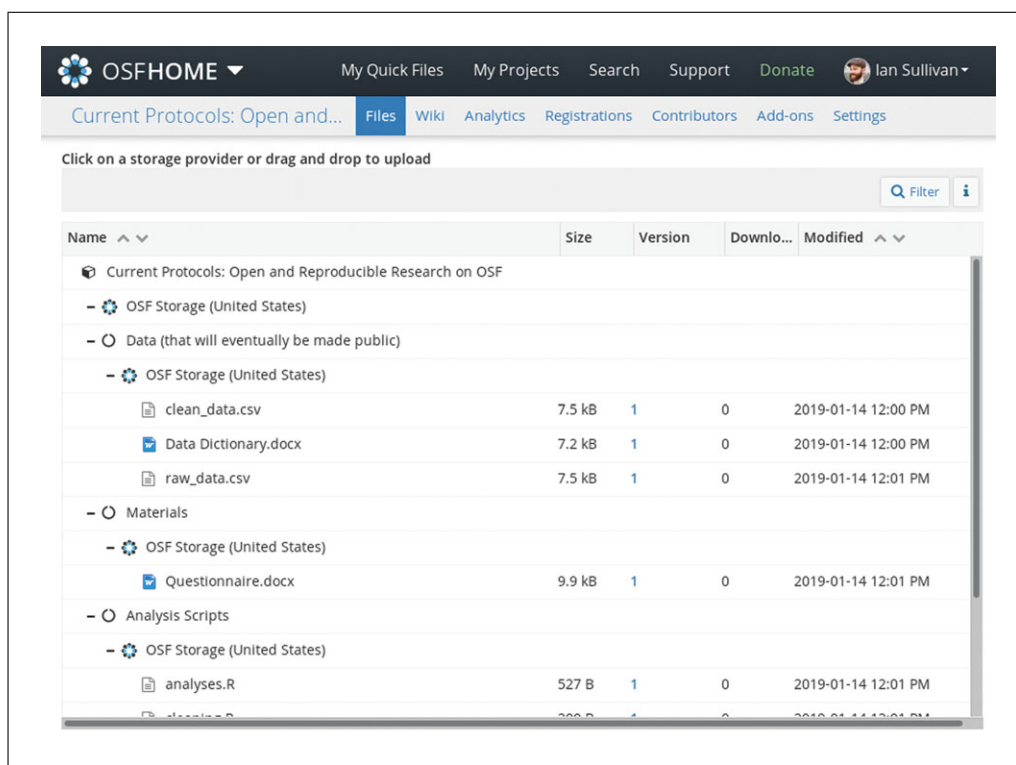 OSFHOME My Quick Files My Projects Search Support Donate Ian Sullivan
Current Protocols: Open and... Files Wiki Analytics Registrations Contributors Add-ons Settings
Click on a storage provider or drag and drop to upload
Filter i
Name Size Version Downlo... Modified
Current Protocols: Open and Reproducible Research on OSF
OSF Storage (United States)
Data (that will eventually be made public)
OSF Storage (United States)
clean_data.csv 7.5 kB 1 0 2019-01-14 12:00 PM
Data Dictionary.docx 7.2 kB 1 0 2019-01-14 12:00 PM
raw_data.csv 7.5 kB 1 0 2019-01-14 12:01 PM
Materials
OSF Storage (United States)
Questionnaire.docx 9.9 kB 1 0 2019-01-14 12:01 PM
Analysis Scripts
OSF Storage (United States)
analyses.R 527 B 1 0 2019-01-14 12:01 PM